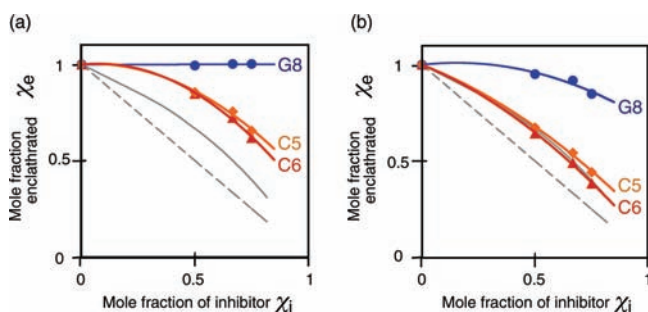 (a)
1
χe
0.5
0
Mole fraction
enclathrated
G8
C5
C6
0
0.5
1
Mole fraction of inhibitor χi
(b)
1
χe
0.5
0
Mole fraction
enclathrated
G8
C5
C6
0
0.5
1
Mole fraction of inhibitor χi